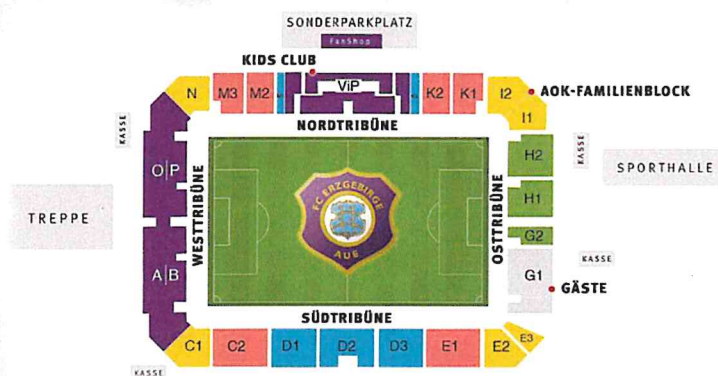 SONDERPARKPLATZ
FanShop
KIDS CLUB
N
M3
M2
ViP
K2
K1
I2
AOK-FAMILIENBLOCK
I1
NORDTRIBÜNE
KASSE
KASSE
O|P
H2
SPORTHALLE
WESTTRIBÜNE
FC ERZGEBIRGE
AUE
OSTTRIBÜNE
H1
TREPPE
G2
A|B
KASSE
G1
GÄSTE
SÜDTRIBÜNE
C1
C2
D1
D2
D3
E1
E2
E3
KASSE